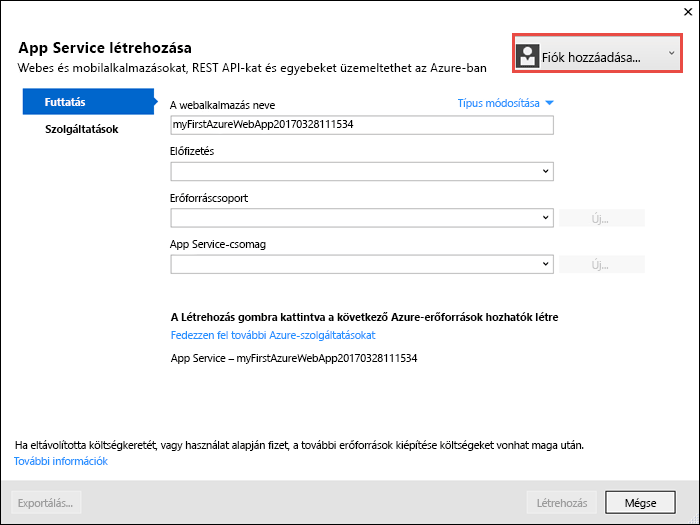 App Service létrehozása
Webes és mobilalkalmazásokat, REST API-kat és egyebeket üzemeltethet az Azure-ban
Fiók hozzáadása...
Futtatás
Szolgáltatások
A webalkalmazás neve
Típus módosítása
myFirstAzureWebApp20170328111534
Előfizetés
Erőforráscsoport
Új...
App Service-csomag
Új...
A Létrehozás gombra kattintva a következő Azure-erőforrások hozhatók létre
Fedezzen fel további Azure-szolgáltatásokat
App Service – myFirstAzureWebApp20170328111534
Ha eltávolította költségkeretét, vagy használat alapján fizet, a további erőforrások kiépítése költségeket vonhat maga után.
További információk
Exportálás...
Létrehozás
Mégse